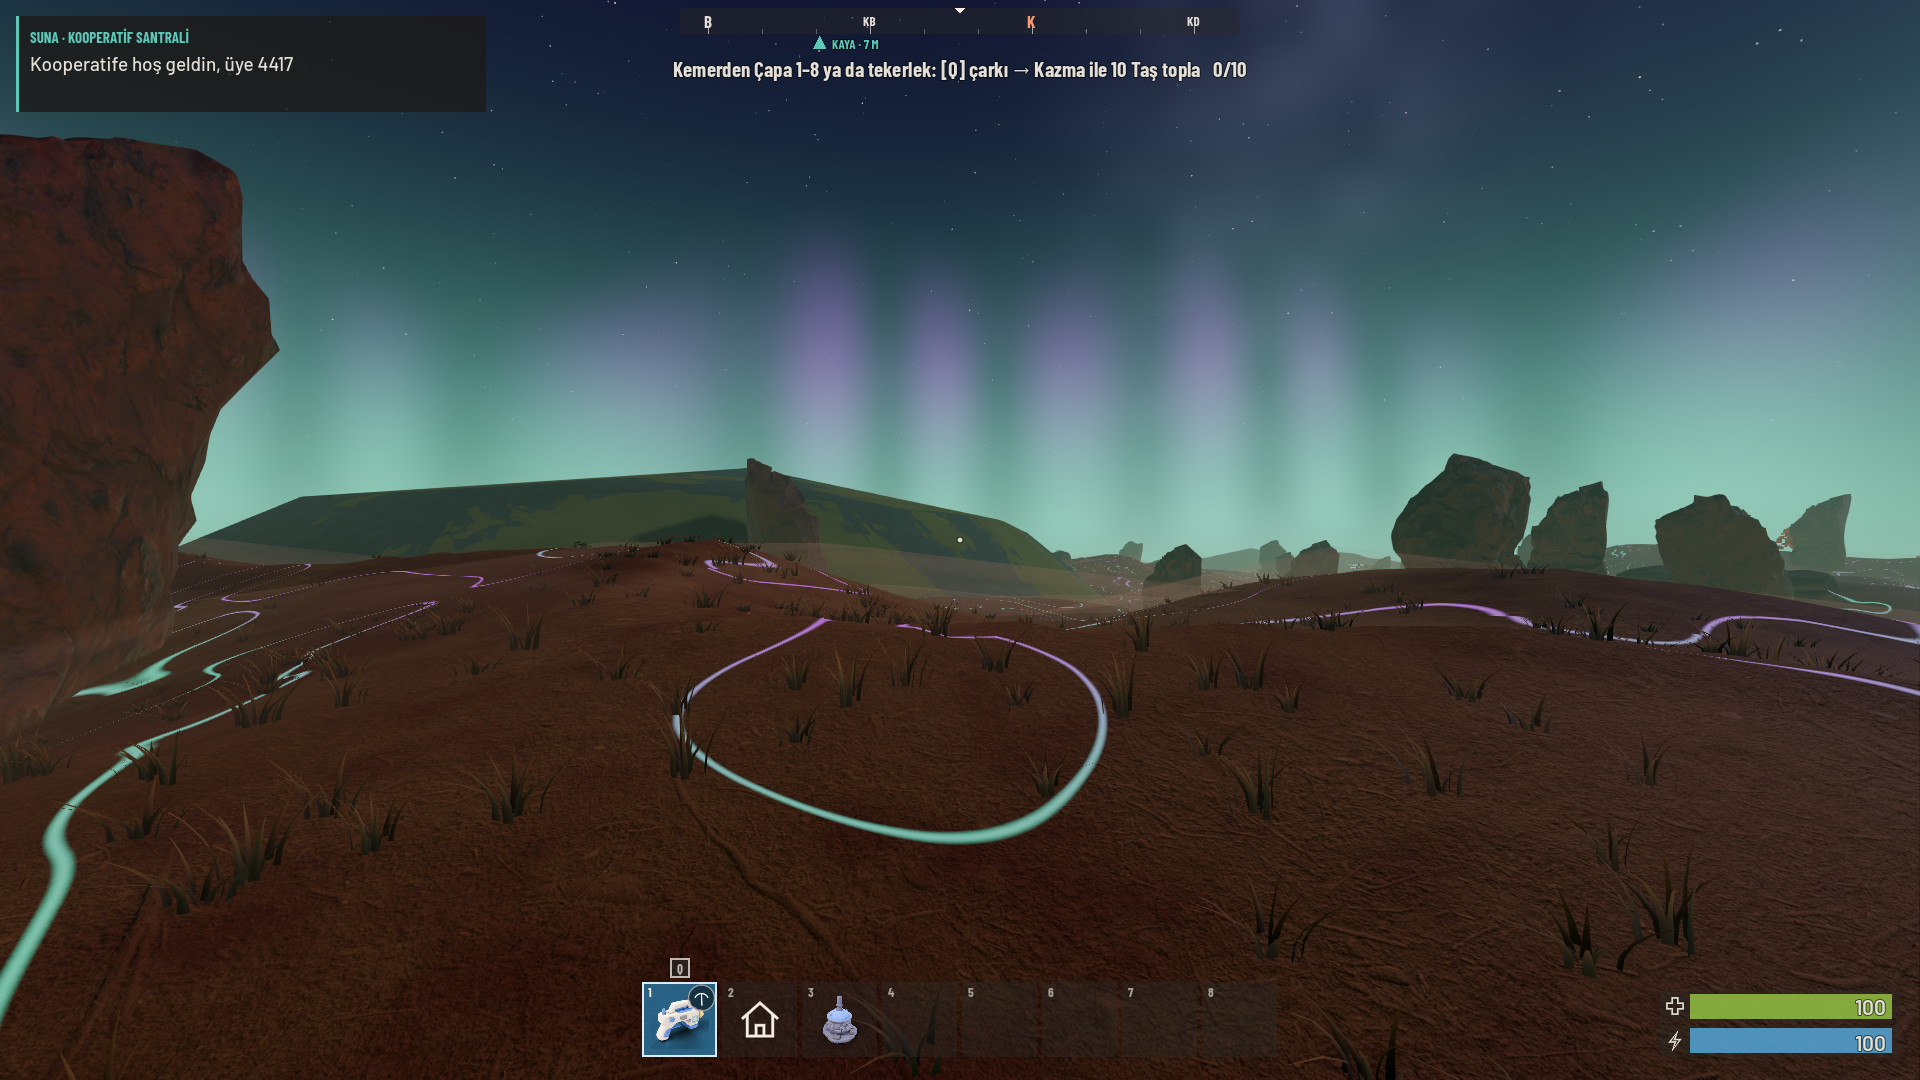 SUNA · KOOPERATİF SANTRALİ
Kooperatife hoş geldin, üye 4417
B KB K KD
KAYA · 7 M
Kemerden Çapa 1-8 ya da tekerlek: [Q] çarkı → Kazma ile 10 Taş topla 0/10
Q
1 2 3 4 5 6 7 8
100
100